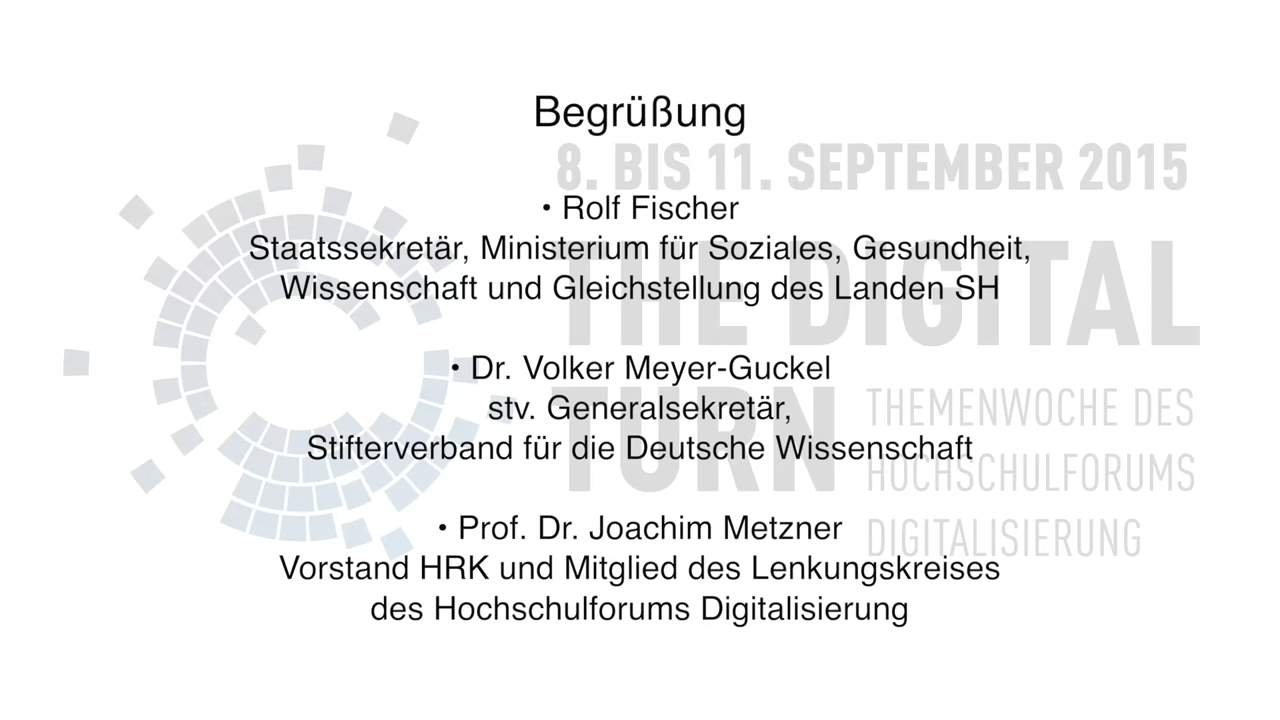 Begrüßung
8. BIS 11. SEPTEMBER 2015
• Rolf Fischer
Staatssekretär, Ministerium für Soziales, Gesundheit,
Wissenschaft und Gleichstellung des Landen SH
THE DIGITAL
• Dr. Volker Meyer-Guckel
stv. Generalsekretär,
Stifterverband für die Deutsche Wissenschaft
TURN
THEMENWOCHE DES
HOCHSCHULFORUMS
DIGITALISIERUNG
• Prof. Dr. Joachim Metzner
Vorstand HRK und Mitglied des Lenkungskreises
des Hochschulforums Digitalisierung